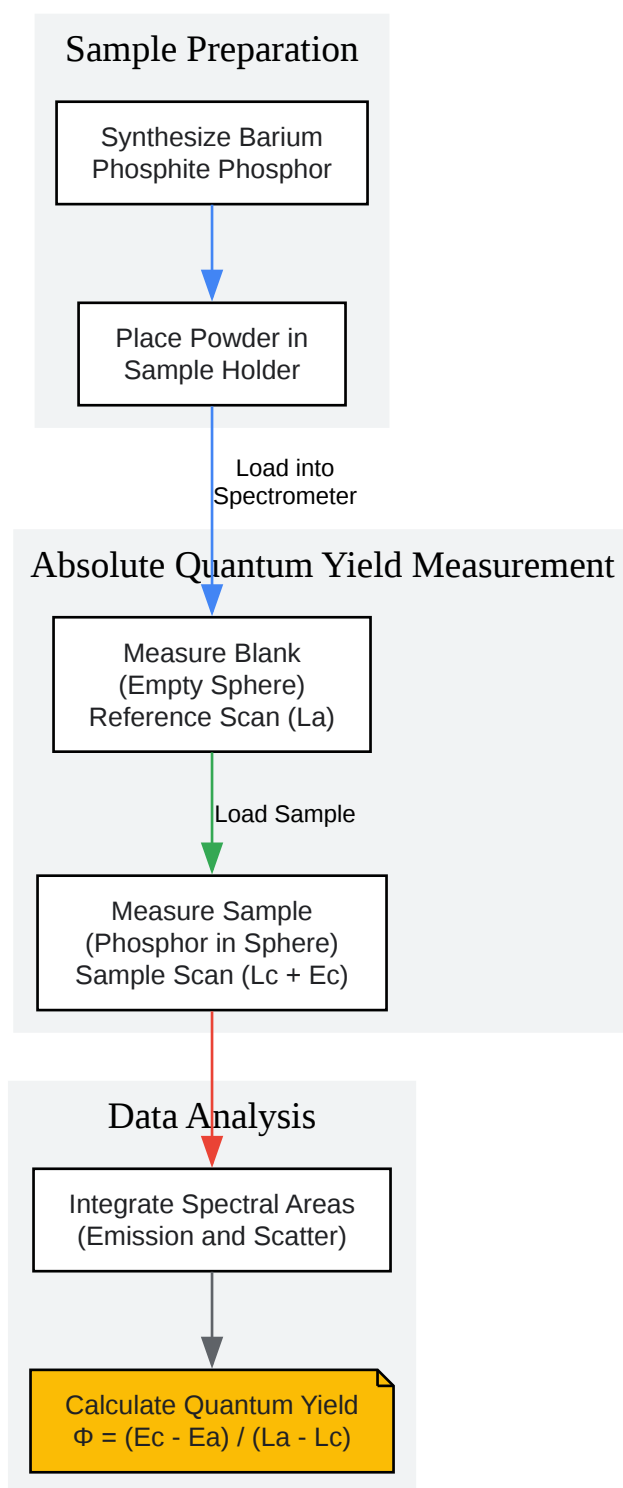 Sample Preparation
Synthesize Barium
Phosphite Phosphor
Place Powder in
Sample Holder
Load into
Spectrometer
Absolute Quantum Yield Measurement
Measure Blank
(Empty Sphere)
Reference Scan (La)
Load Sample
Measure Sample
(Phosphor in Sphere)
Sample Scan (Lc + Ec)
Data Analysis
Integrate Spectral Areas
(Emission and Scatter)
Calculate Quantum Yield
Φ = (Ec - Ea) / (La - Lc)